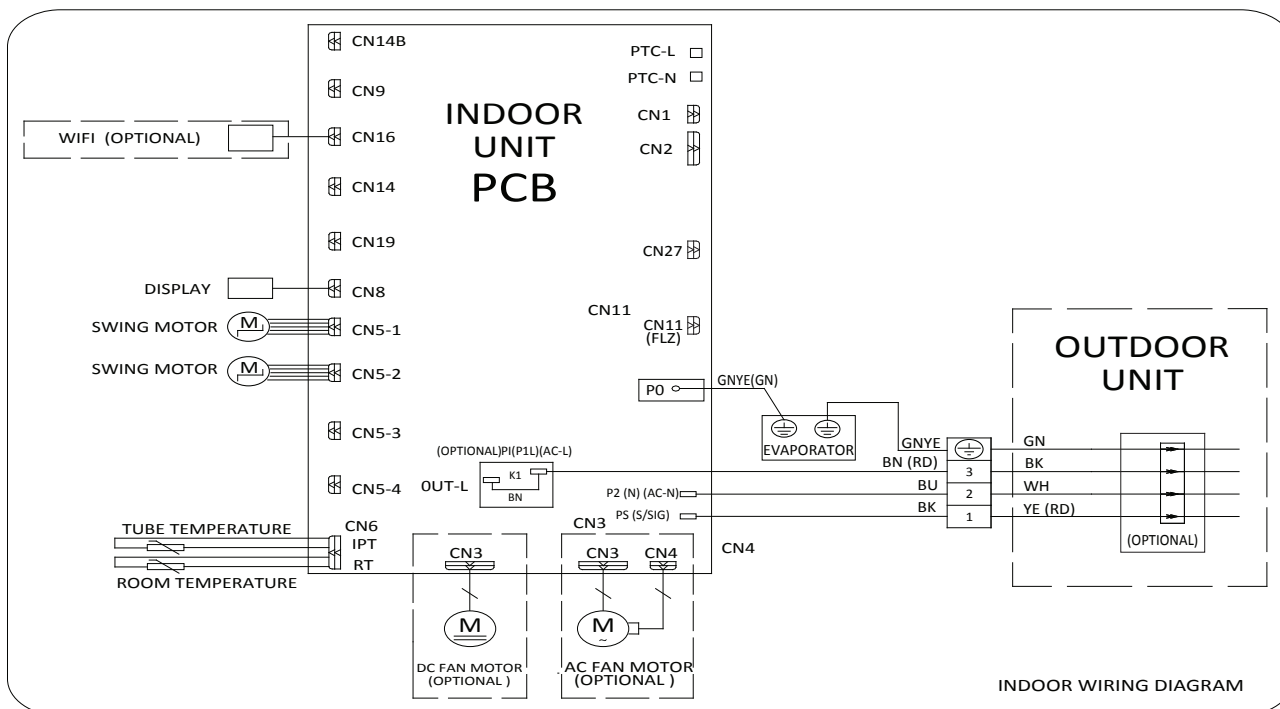 CN14B
CN9
WIFI (OPTIONAL)
CN16
CN14
CN19
DISPLAY
CN8
SWING MOTOR
M
CN5-1
SWING MOTOR
M
CN5-2
CN5-3
CN5-4
TUBE TEMPERATURE
CN6
IPT
RT
ROOM TEMPERATURE
INDOOR
UNIT
PCB
PTC-L
PTC-N
CN1
CN2
CN27
CN11
CN11
(FLZ)
P0
GNYE(GN)
EVAPORATOR
(OPTIONAL)PI(P1L)(AC-L)
0UT-L
K1
BN
P2 (N) (AC-N)
PS (S/SIG)
CN3
CN4
CN3
M
DC FAN MOTOR
(OPTIONAL )
CN3
CN4
M
~
AC FAN MOTOR
(OPTIONAL )
GNYE
BN (RD)
BU
BK
3
2
1
GN
BK
WH
YE (RD)
OUTDOOR
UNIT
(OPTIONAL)
INDOOR WIRING DIAGRAM